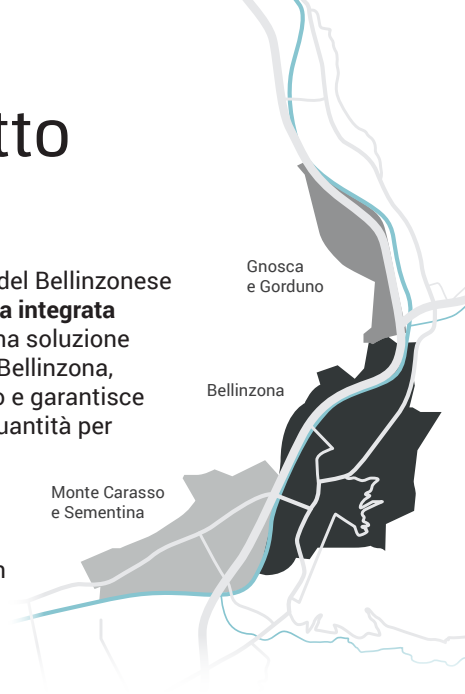 tto
del Bellinzonese
a integrata
na soluzione
Bellinzona,
o e garantisce
uantità per
n
Gnosca
e Gorduno
Bellinzona
Monte Carasso
e Sementina